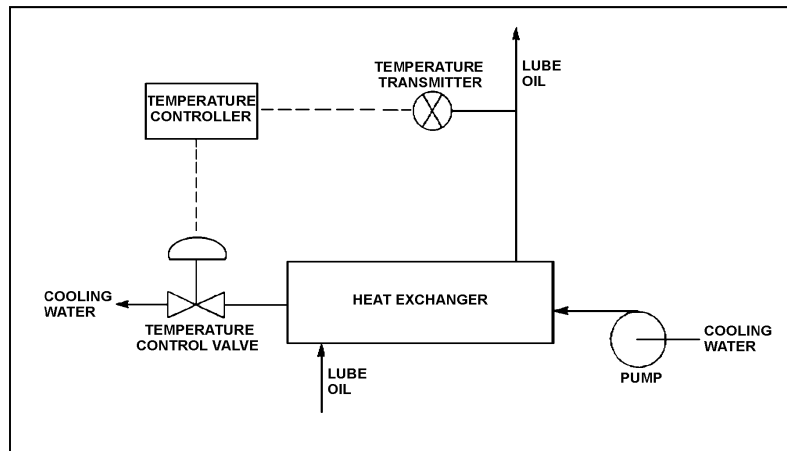 LUBE
OIL
TEMPERATURE
TRANSMITTER
TEMPERATURE
CONTROLLER
HEAT EXCHANGER
COOLING
WATER
TEMPERATURE
CONTROL VALVE
COOLING
WATER
PUMP
LUBE
OIL